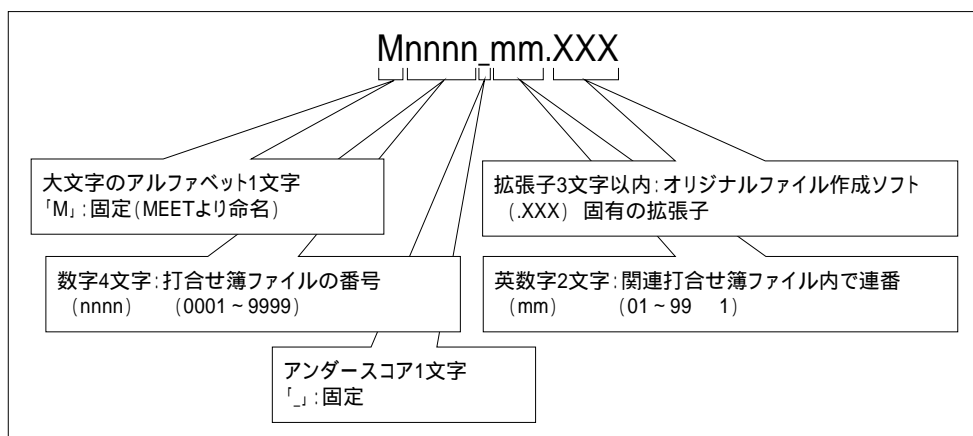 Mnnnn_mm.XXX
大文字のアルファベット1文字
「M」:固定(MEETより命名)
拡張子3文字以内:オリジナルファイル作成ソフト
(.XXX) 固有の拡張子
数字4文字:打合せ簿ファイルの番号
(nnnn) (0001~9999)
英数字2文字:関連打合せ簿ファイル内で連番
(mm) (01~99 1)
アンダースコア1文字
「_」:固定